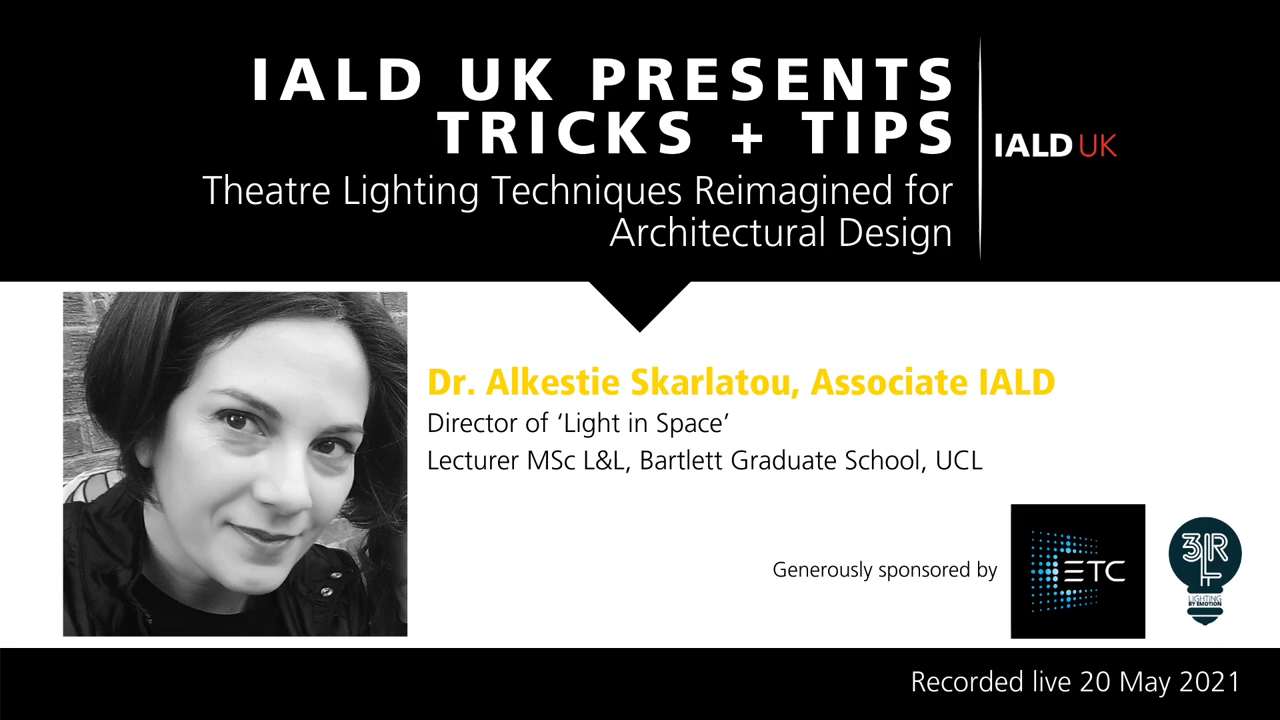 IALD UK PRESENTS
TRICKS + TIPS
Theatre Lighting Techniques Reimagined for
Architectural Design
IALD UK
Dr. Alkestie Skarlatou, Associate IALD
Director of ‘Light in Space’
Lecturer MSc L&L, Bartlett Graduate School, UCL
Generously sponsored by
ETC
3LR
LIGHTING
BY EMOTION
Recorded live 20 May 2021